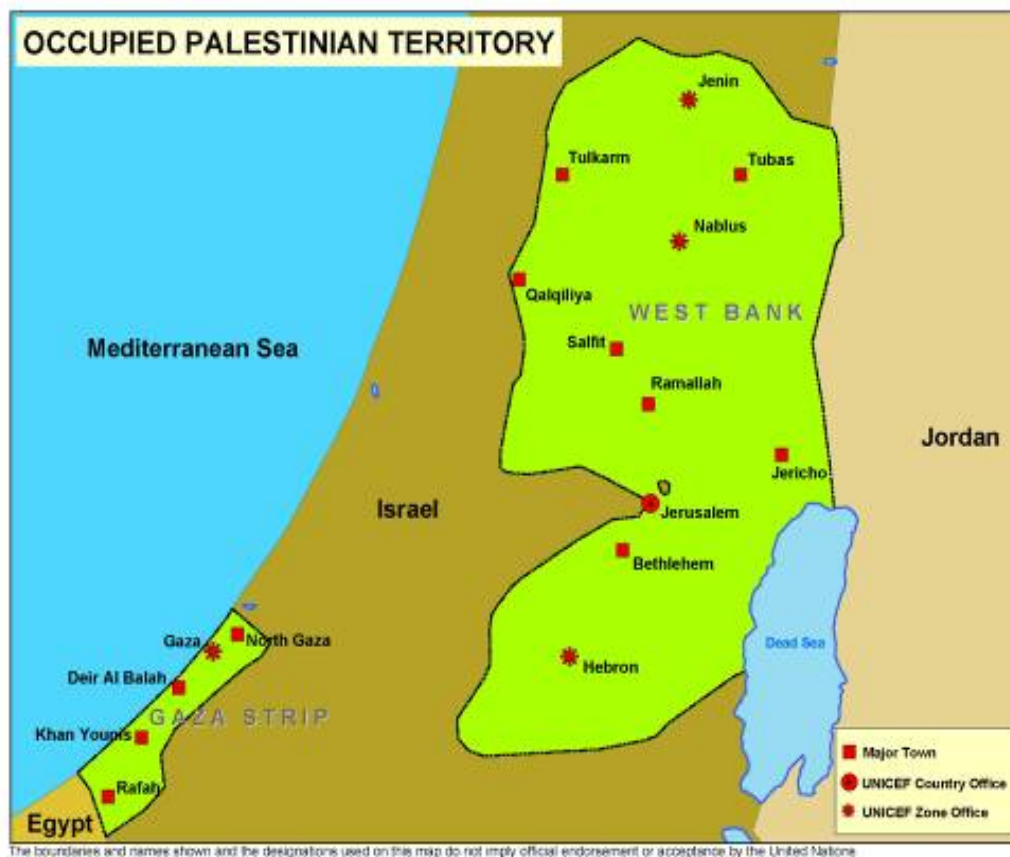 OCCUPIED PALESTINIAN TERRITORY
Jenin
Tulkarm
Tubas
Nablus
Qalqiliya
WEST BANK
Salfit
Mediterranean Sea
Ramallah
Jordan
Jericho
Israel
Jerusalem
Bethlehem
Gaza
North Gaza
Dead Sea
Hebron
Deir Al Balah
GAZA STRIP
Khan Younis
Major Town
UNICEF Country Office
Rafah
UNICEF Zone Office
Egypt
The boundaries and names shown and the designations used on this map do not imply official endorsement or acceptance by the United Nations